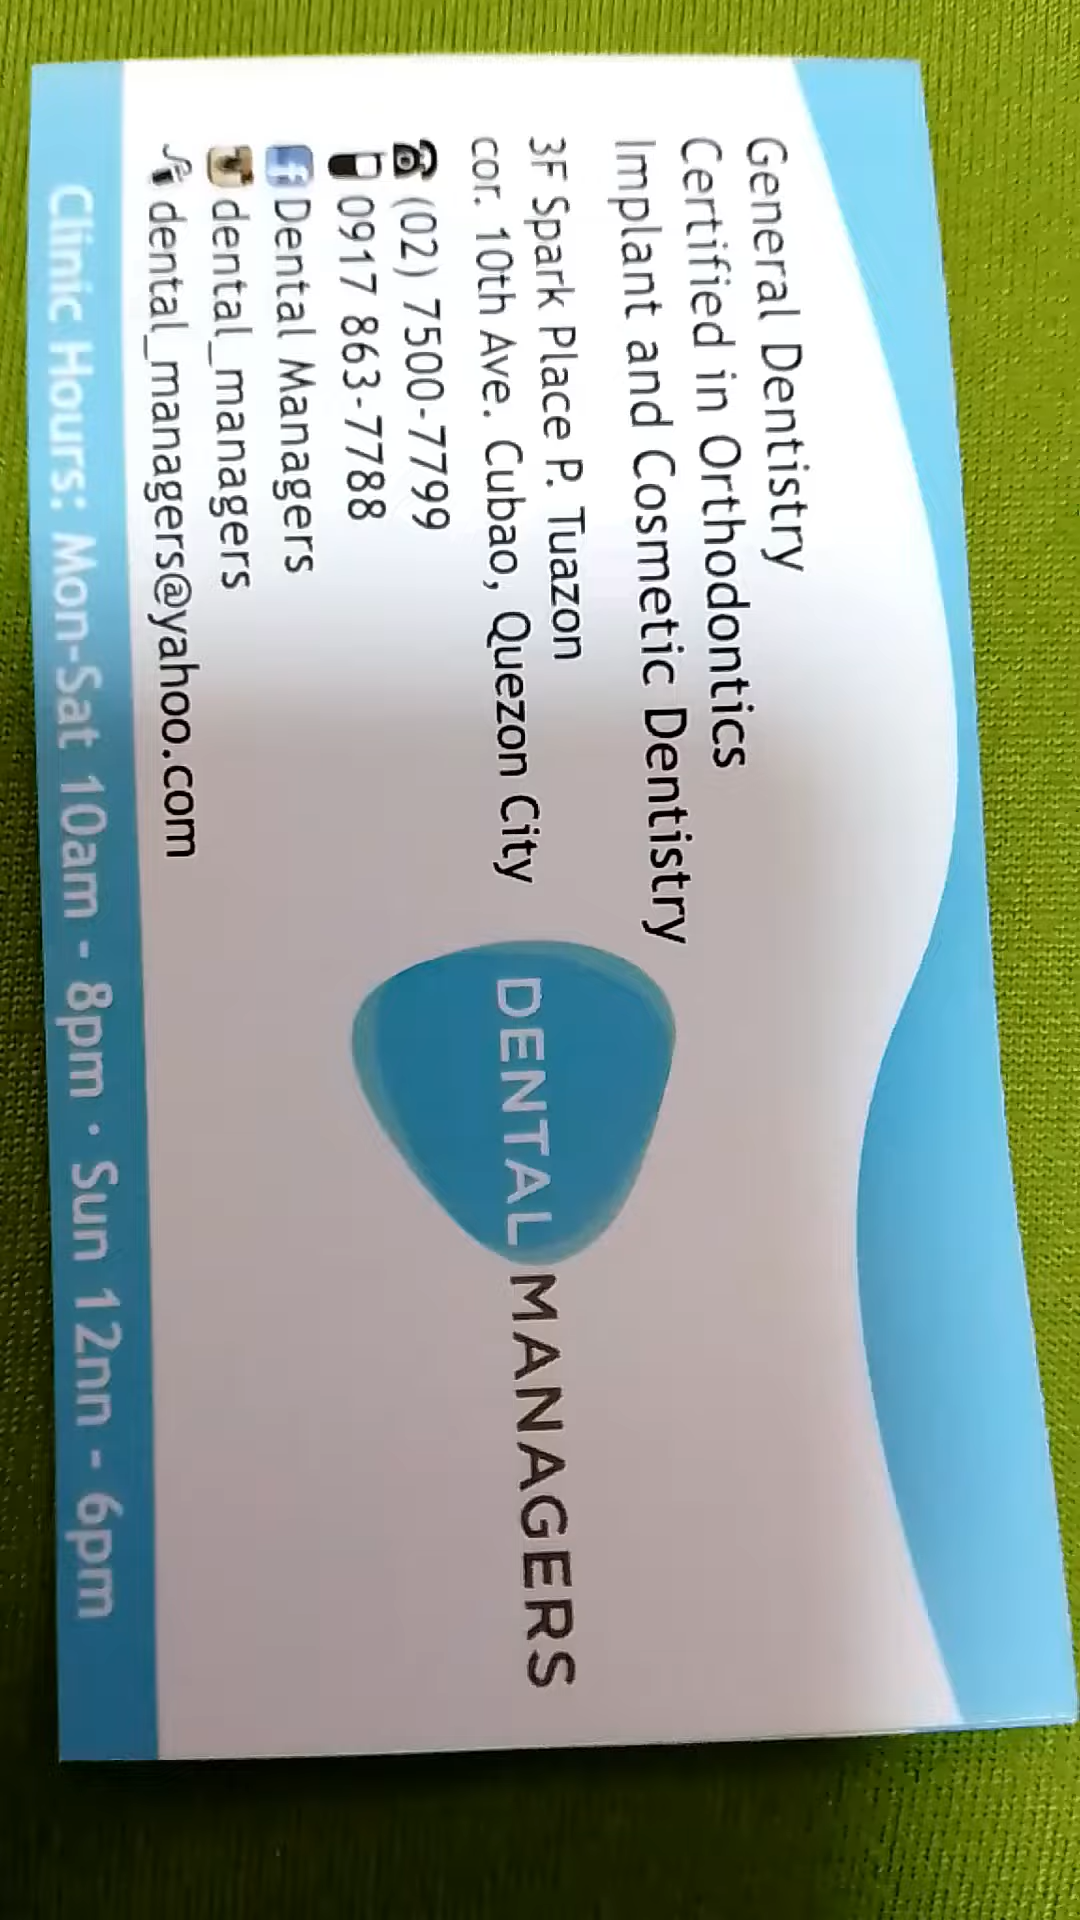 General Dentistry
Certified in Orthodontics
Implant and Cosmetic Dentistry
3F Spark Place P. Tuazon
cor. 10th Ave. Cubao, Quezon City
(02) 7500-7799
0917 863-7788
Dental Managers
dental_managers
dental_managers@yahoo.com
DENTAL MANAGERS
Clinic Hours: Mon-Sat 10am - 8pm · Sun 12nn - 6pm